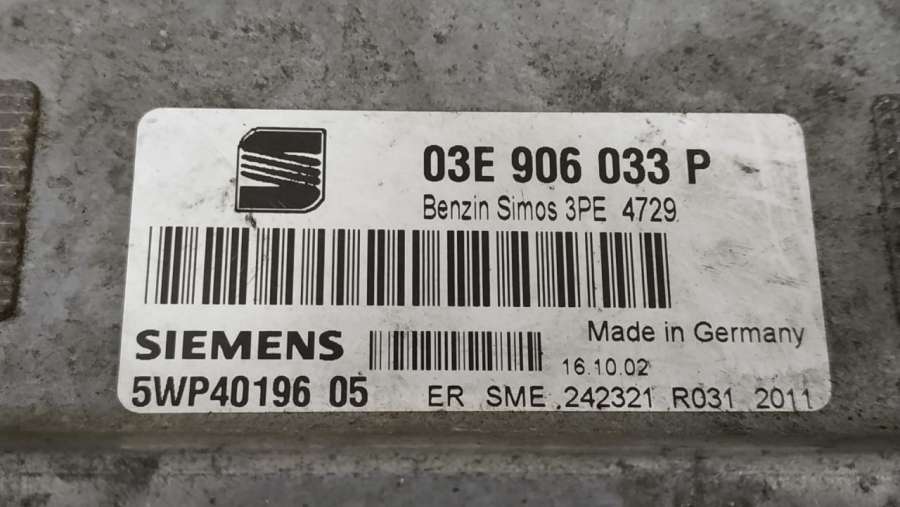 03E 906 033 P
Benzin Simos 3PE 4729
Made in Germany
SIEMENS
16.10.02
5WP40196 05
ER SME 242321 R031 2011